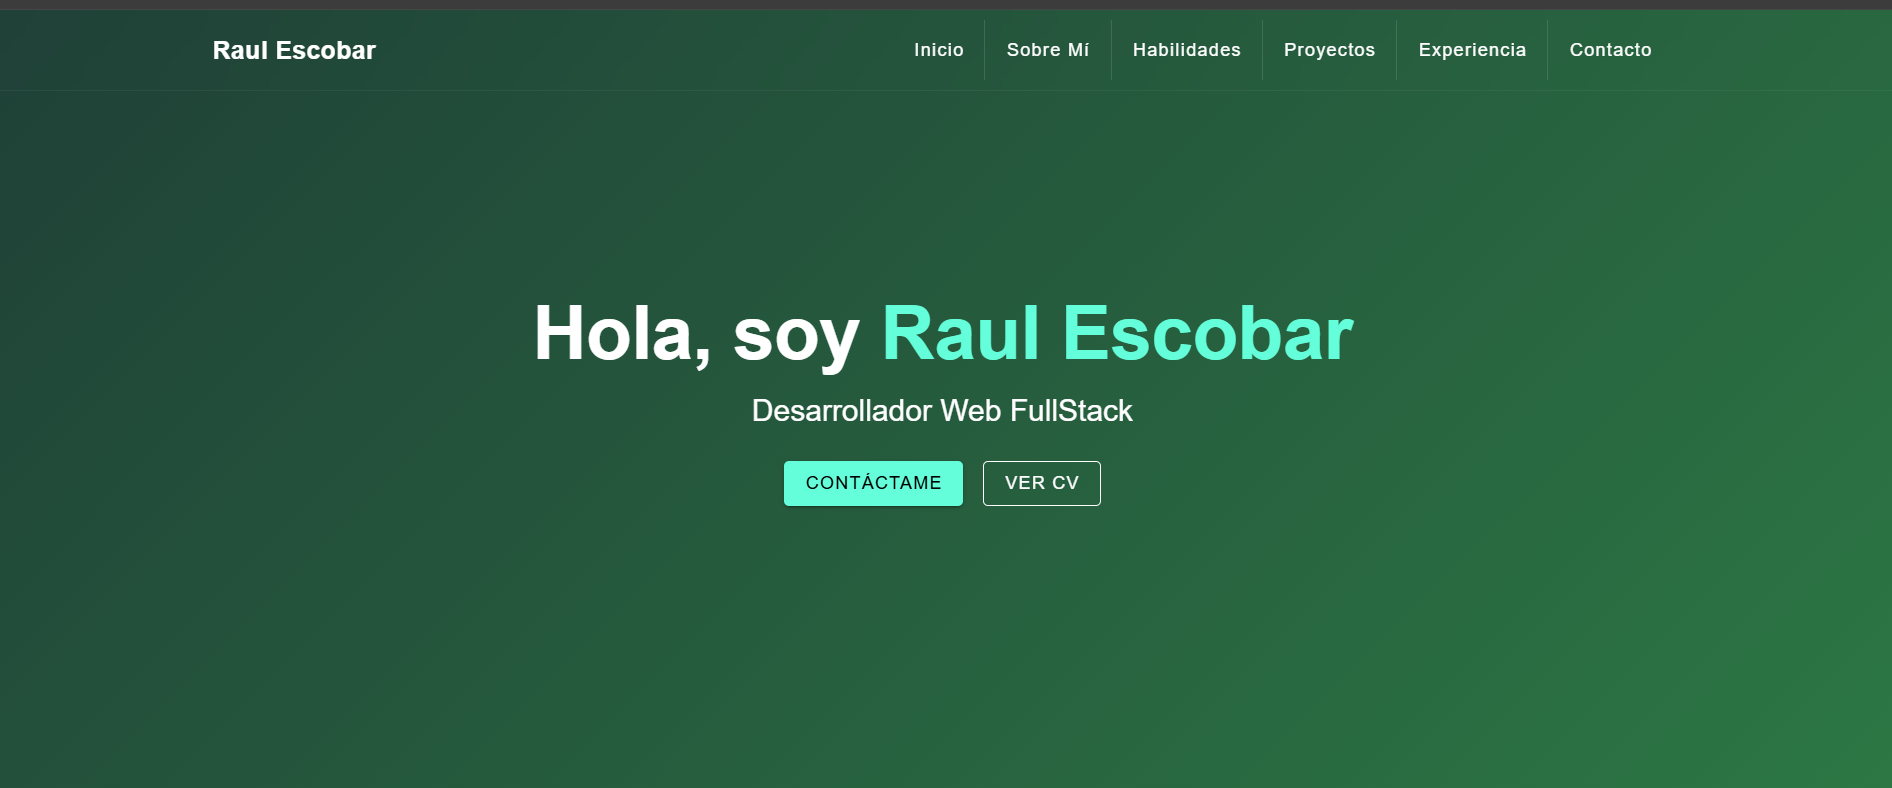 Raul Escobar
Inicio Sobre Mí Habilidades Proyectos Experiencia Contacto
Hola, soy Raul Escobar
Desarrollador Web FullStack
CONTÁCTAME VER CV